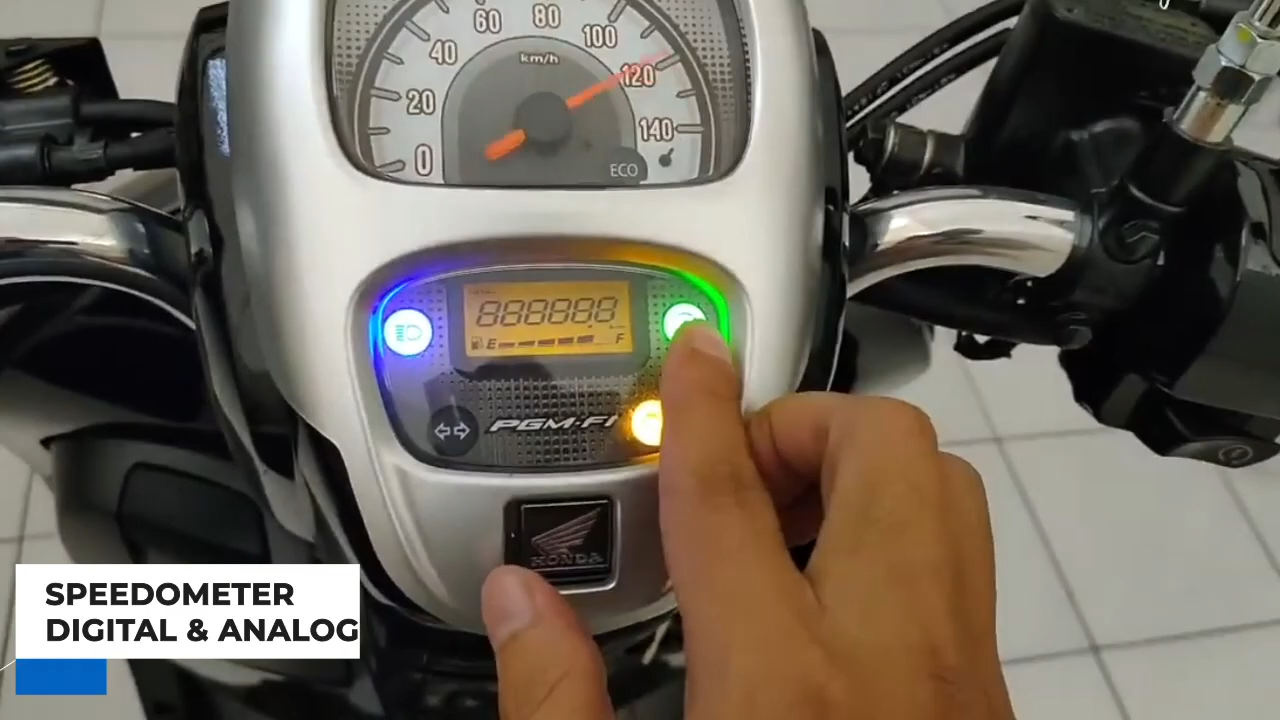 60
80
40
100
km/h
120
20
140
0
ECO
888888
E
F
PGM-FI
HONDA
SPEEDOMETER
DIGITAL & ANALOG